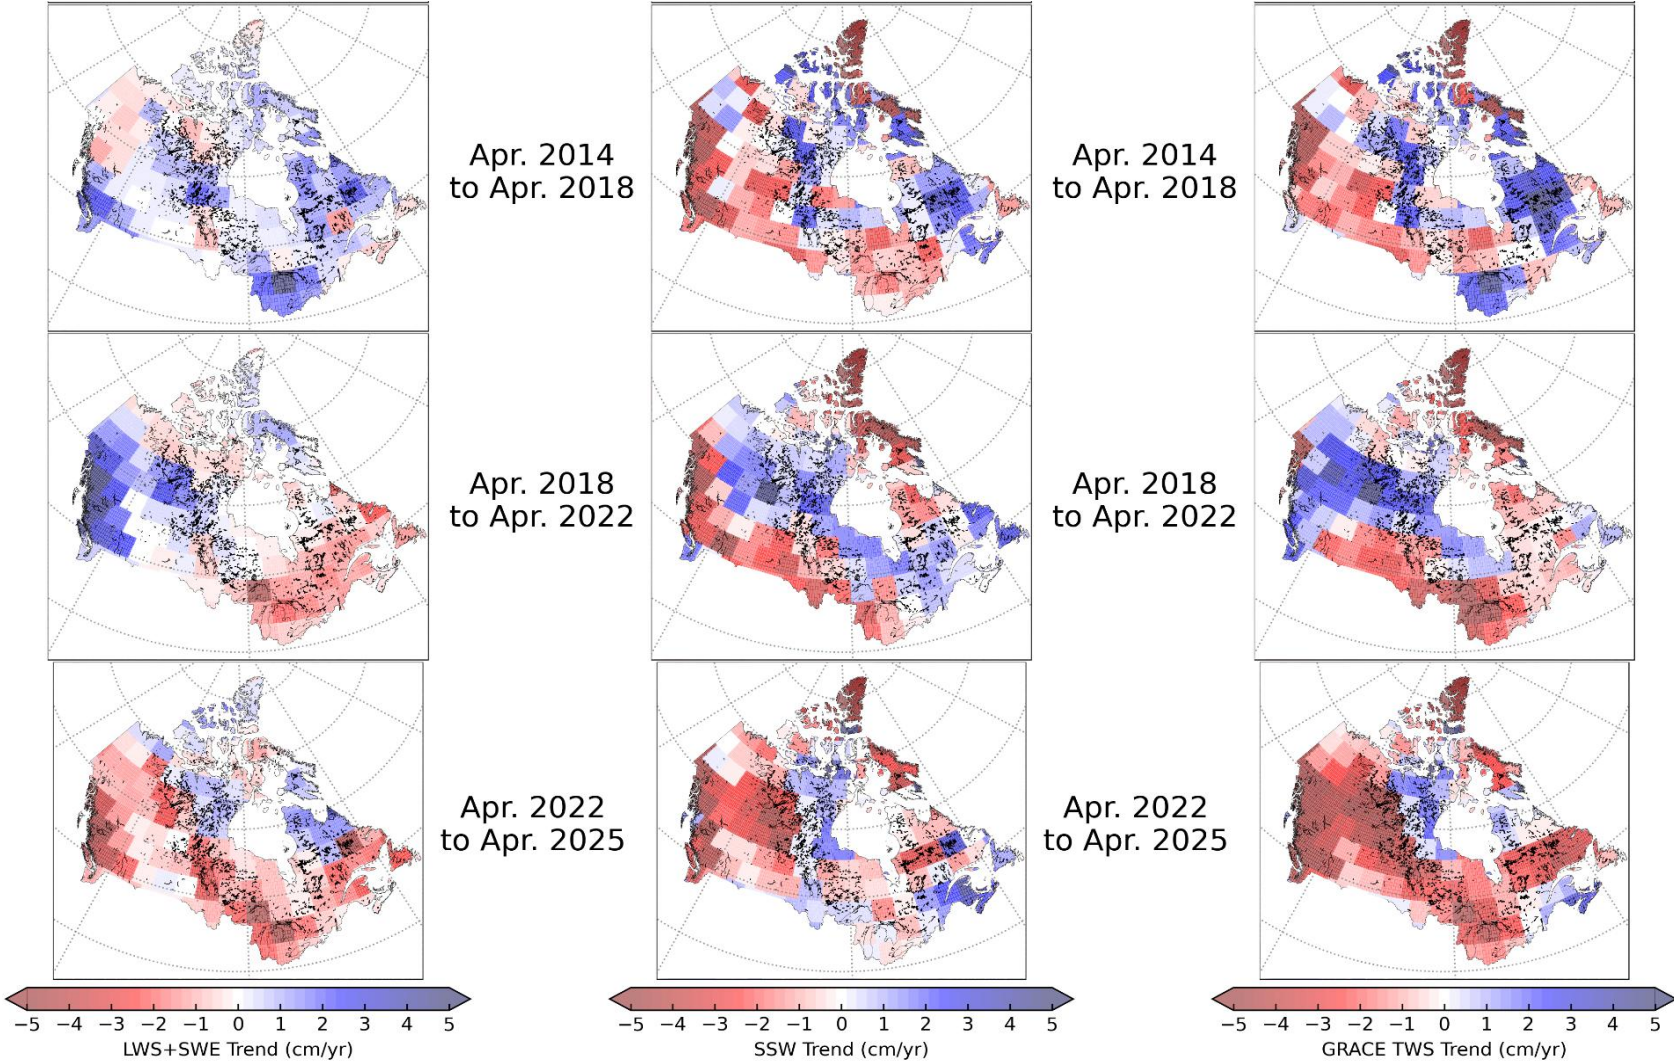 Apr. 2014
to Apr. 2018
Apr. 2014
to Apr. 2018
Apr. 2018
to Apr. 2022
Apr. 2018
to Apr. 2022
Apr. 2022
to Apr. 2025
Apr. 2022
to Apr. 2025
−5 −4 −3 −2 −1 0 1 2 3 4 5
LWS+SWE Trend (cm/yr)
−5 −4 −3 −2 −1 0 1 2 3 4 5
SSW Trend (cm/yr)
−5 −4 −3 −2 −1 0 1 2 3 4 5
GRACE TWS Trend (cm/yr)